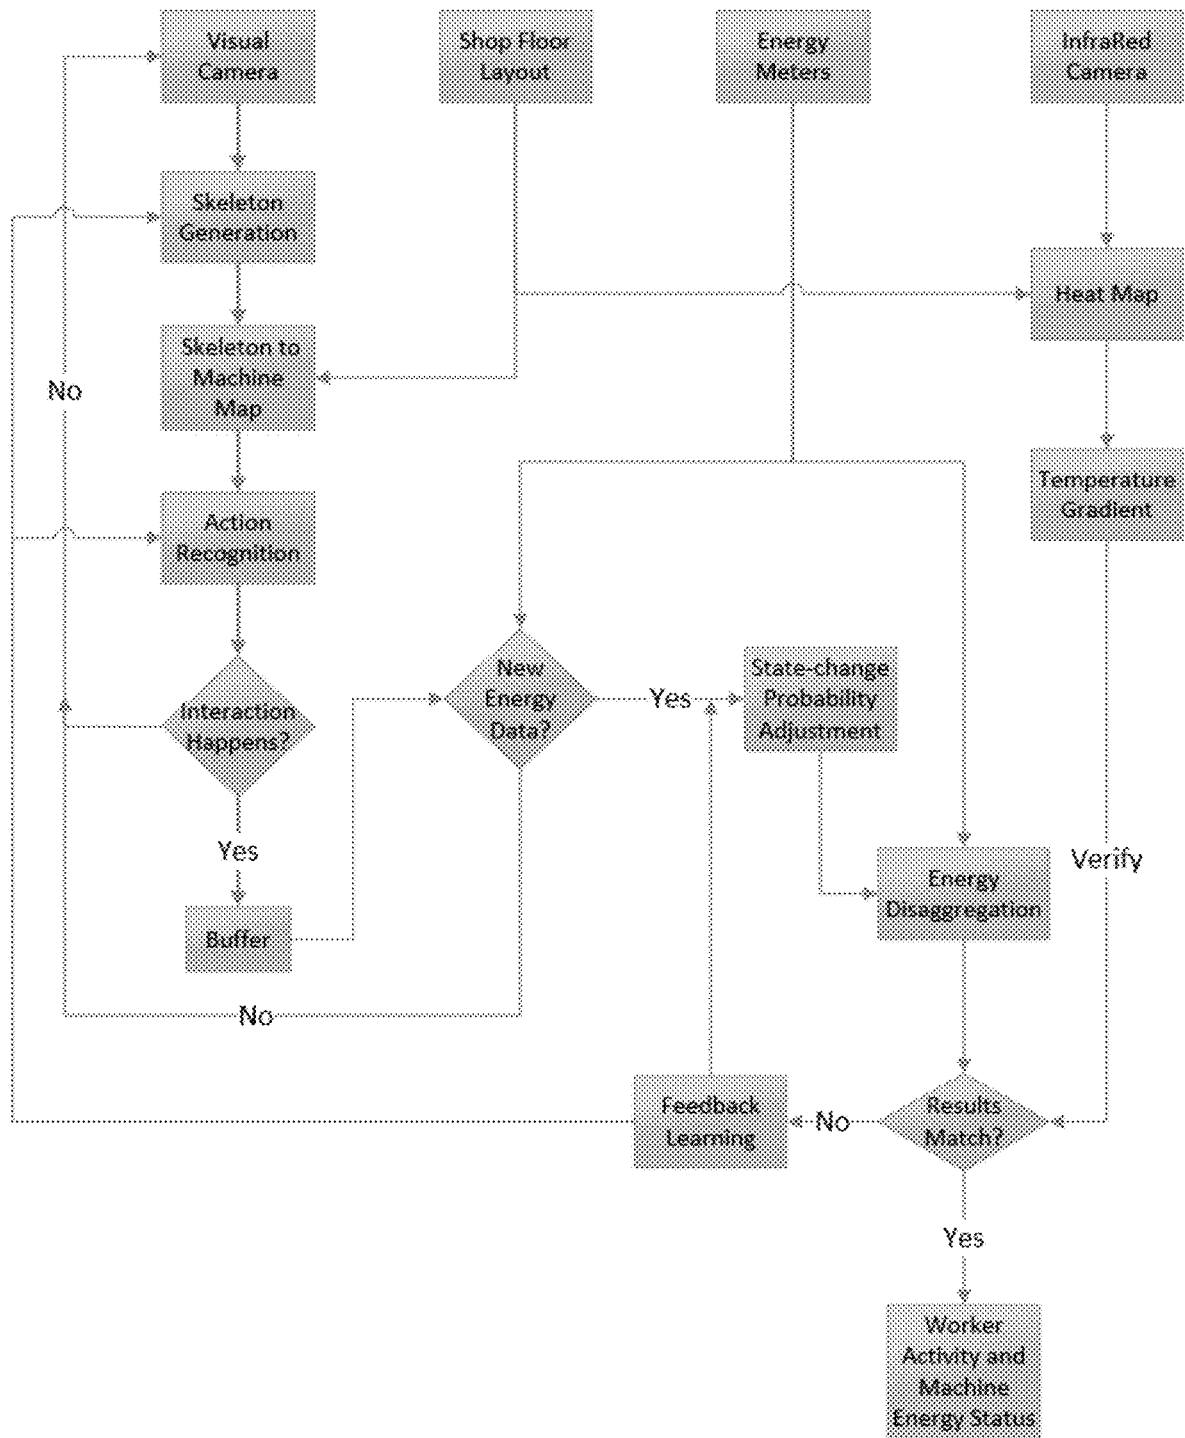 Visual
Camera
Shop Floor
Layout
Energy
Meters
InfraRed
Camera
Skeleton
Generation
Heat Map
Skeleton to
Machine
Map
No
Temperature
Gradient
Action
Recognition
New
Energy
Data?
Yes
State-change
Probability
Adjustment
Interaction
Happens?
Yes
Verify
Energy
Disaggregation
Buffer
No
Feedback
Learning
No
Results
Match?
Yes
Worker
Activity and
Machine
Energy Status